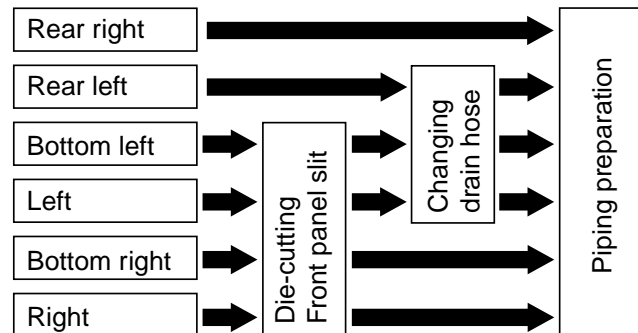 Rear right
Rear left
Bottom left
Left
Bottom right
Right
Die-cutting
Front panel slit
Changing
drain hose
Piping preparation